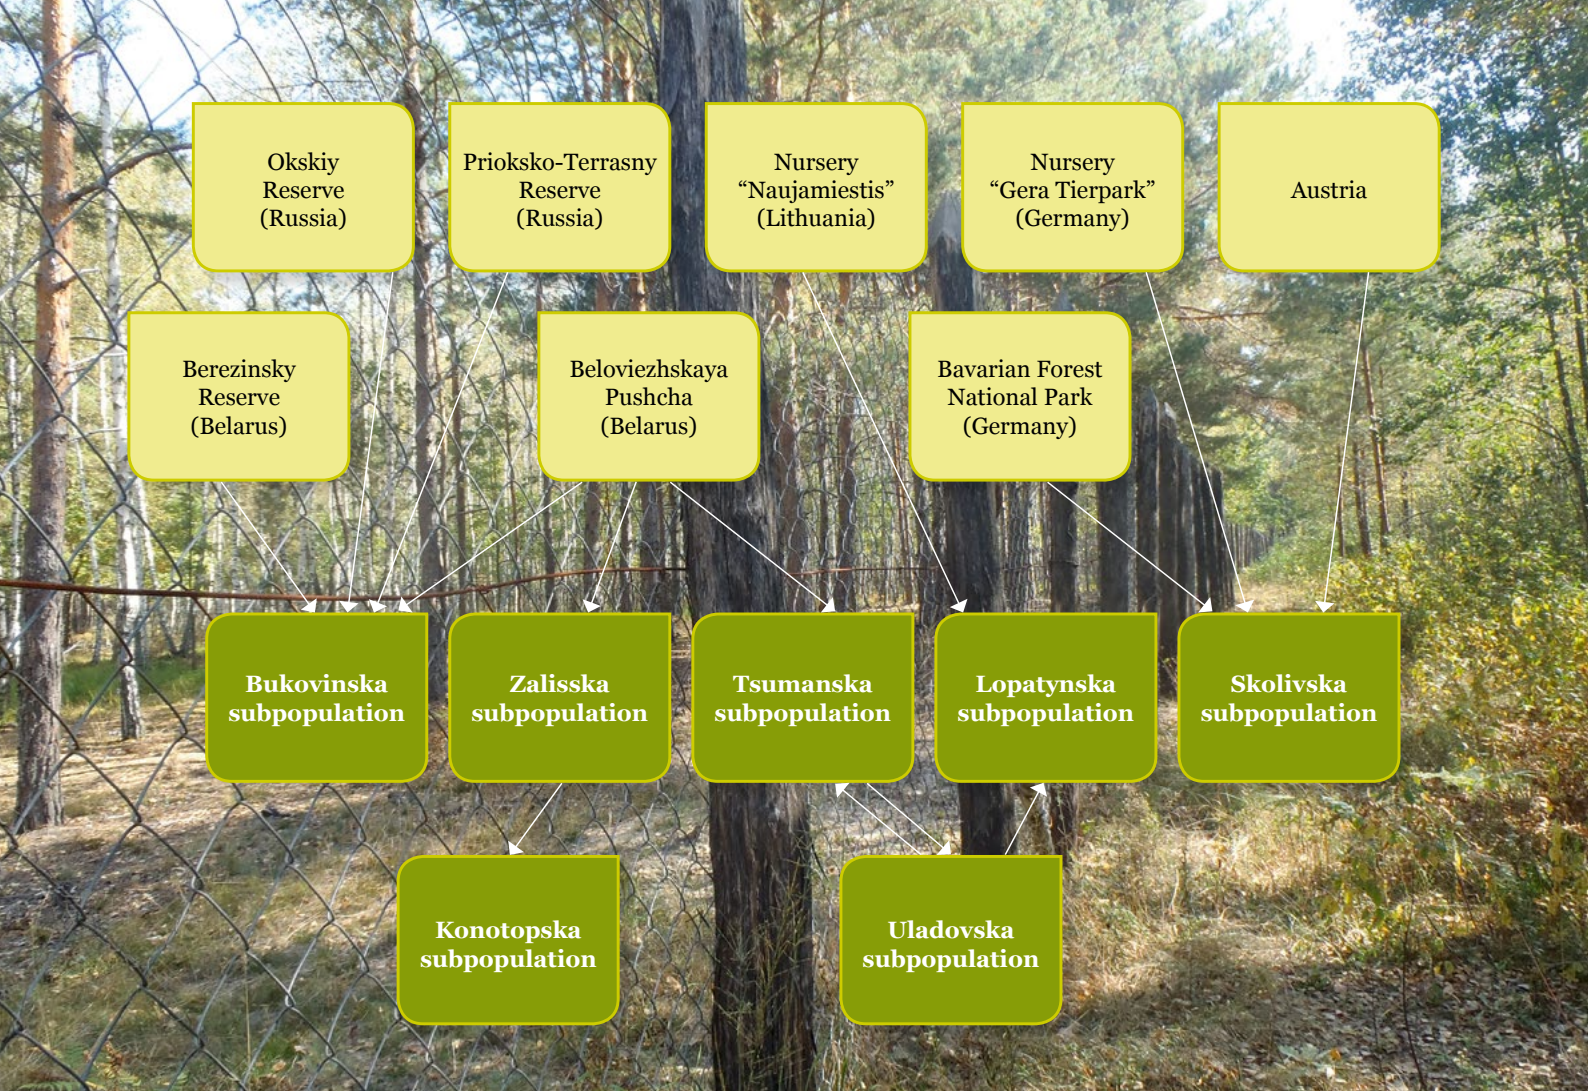 Okskiy
Reserve
(Russia)
Prioksko-Terrasny
Reserve
(Russia)
Nursery
“Naujamiestis”
(Lithuania)
Nursery
“Gera Tierpark”
(Germany)
Austria
Berezinsky
Reserve
(Belarus)
Beloviezhskaya
Pushcha
(Belarus)
Bavarian Forest
National Park
(Germany)
Bukovinska
subpopulation
Zalisska
subpopulation
Tsumanska
subpopulation
Lopatynska
subpopulation
Skolivska
subpopulation
Konotopska
subpopulation
Uladovska
subpopulation